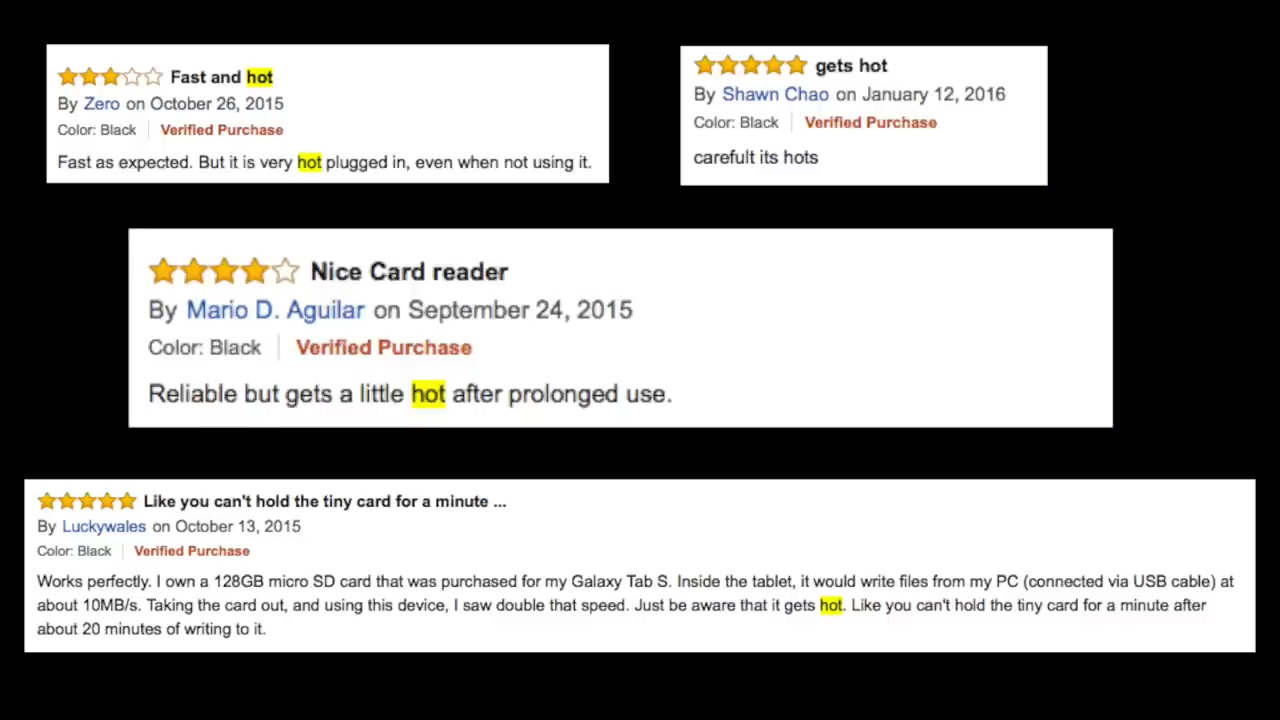 Fast and hot
By Zero on October 26, 2015
Color: Black Verified Purchase
Fast as expected. But it is very hot plugged in, even when not using it.
gets hot
By Shawn Chao on January 12, 2016
Color: Black Verified Purchase
carefult its hots
Nice Card reader
By Mario D. Aguilar on September 24, 2015
Color: Black Verified Purchase
Reliable but gets a little hot after prolonged use.
Like you can't hold the tiny card for a minute ...
By Luckywales on October 13, 2015
Color: Black Verified Purchase
Works perfectly. I own a 128GB micro SD card that was purchased for my Galaxy Tab S. Inside the tablet, it would write files from my PC (connected via USB cable) at
about 10MB/s. Taking the card out, and using this device, I saw double that speed. Just be aware that it gets hot. Like you can't hold the tiny card for a minute after
about 20 minutes of writing to it.